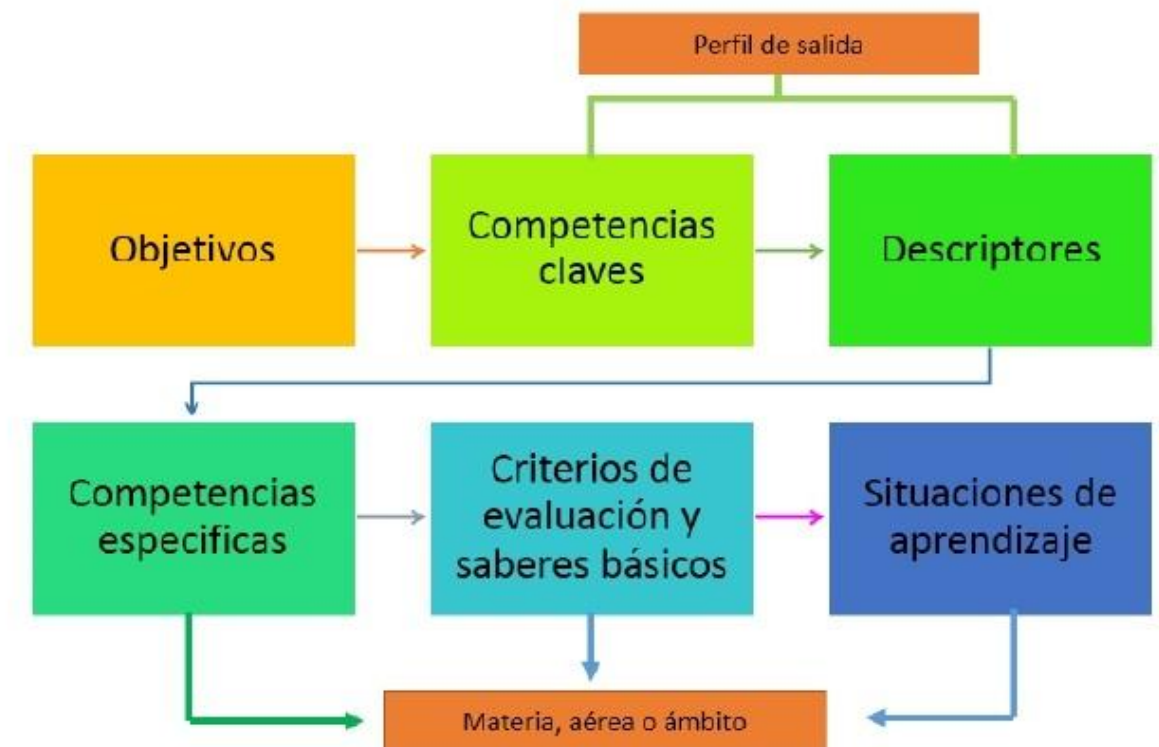 Perfil de salida
Objetivos
Competencias
claves
Descriptores
Competencias
especificas
Criterios de
evaluación y
saberes básicos
Situaciones de
aprendizaje
Materia, aérea o ámbito